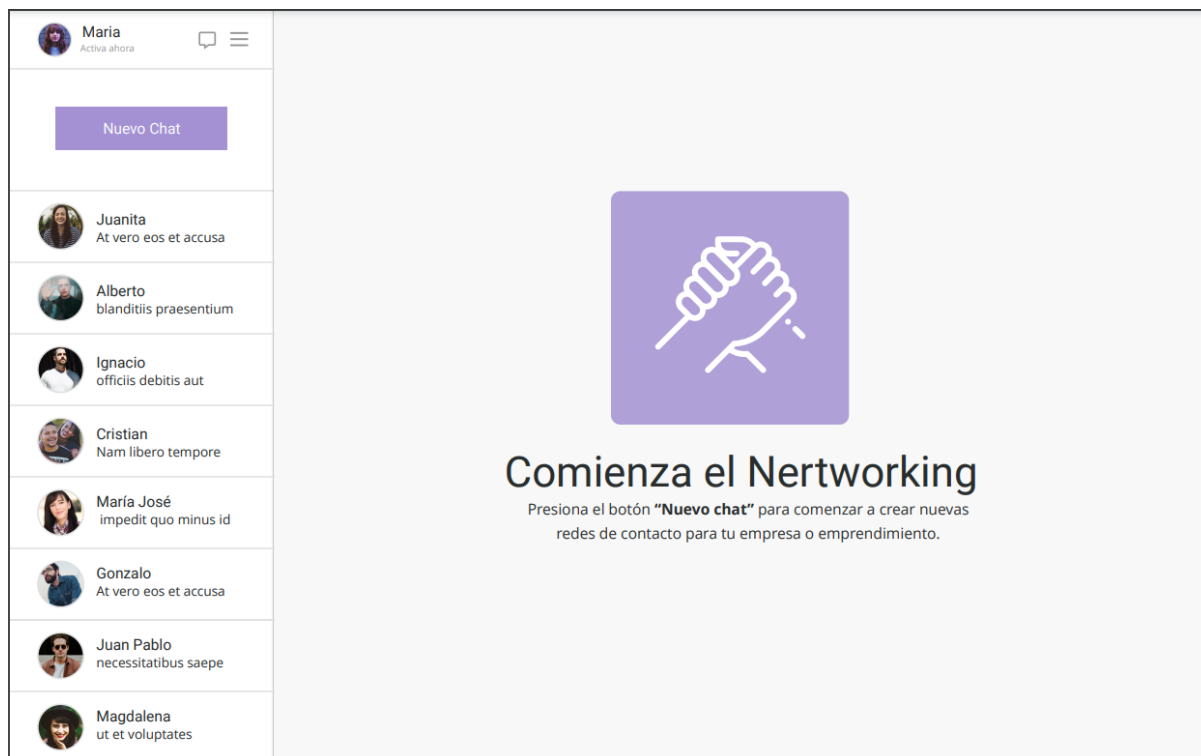 Maria
Activa ahora
Nuevo Chat
Juanita
At vero eos et accusa
Alberto
blanditiis praesentium
Ignacio
officiis debitis aut
Cristian
Nam libero tempore
María José
impedit quo minus id
Gonzalo
At vero eos et accusa
Juan Pablo
necessitatibus saepe
Magdalena
ut et voluptates
Comienza el Nertworking
Presiona el botón “Nuevo chat” para comenzar a crear nuevas
redes de contacto para tu empresa o emprendimiento.